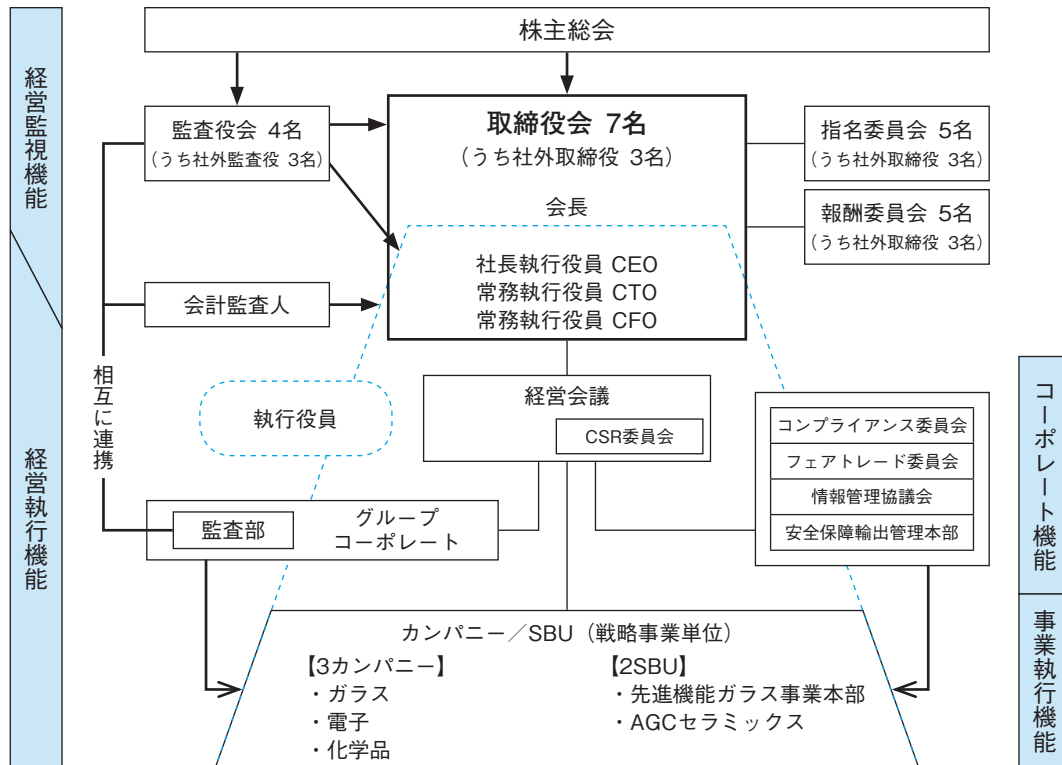 株主総会
経営監視機能
監査役会 4名
(うち社外監査役 3名)
取締役会 7名
(うち社外取締役 3名)
指名委員会 5名
(うち社外取締役 3名)
報酬委員会 5名
(うち社外取締役 3名)
会長
社長執行役員 CEO
常務執行役員 CTO
常務執行役員 CFO
会計監査人
相互に連携
経営執行機能
執行役員
経営会議
CSR委員会
コンプライアンス委員会
フェアトレード委員会
情報管理協議会
安全保障輸出管理本部
コーポレート機能
監査部
グループ
コーポレート
事業執行機能
カンパニー/SBU(戦略事業単位)
【3カンパニー】
・ガラス
・電子
・化学品
【2SBU】
・先進機能ガラス事業本部
・AGCセラミックス